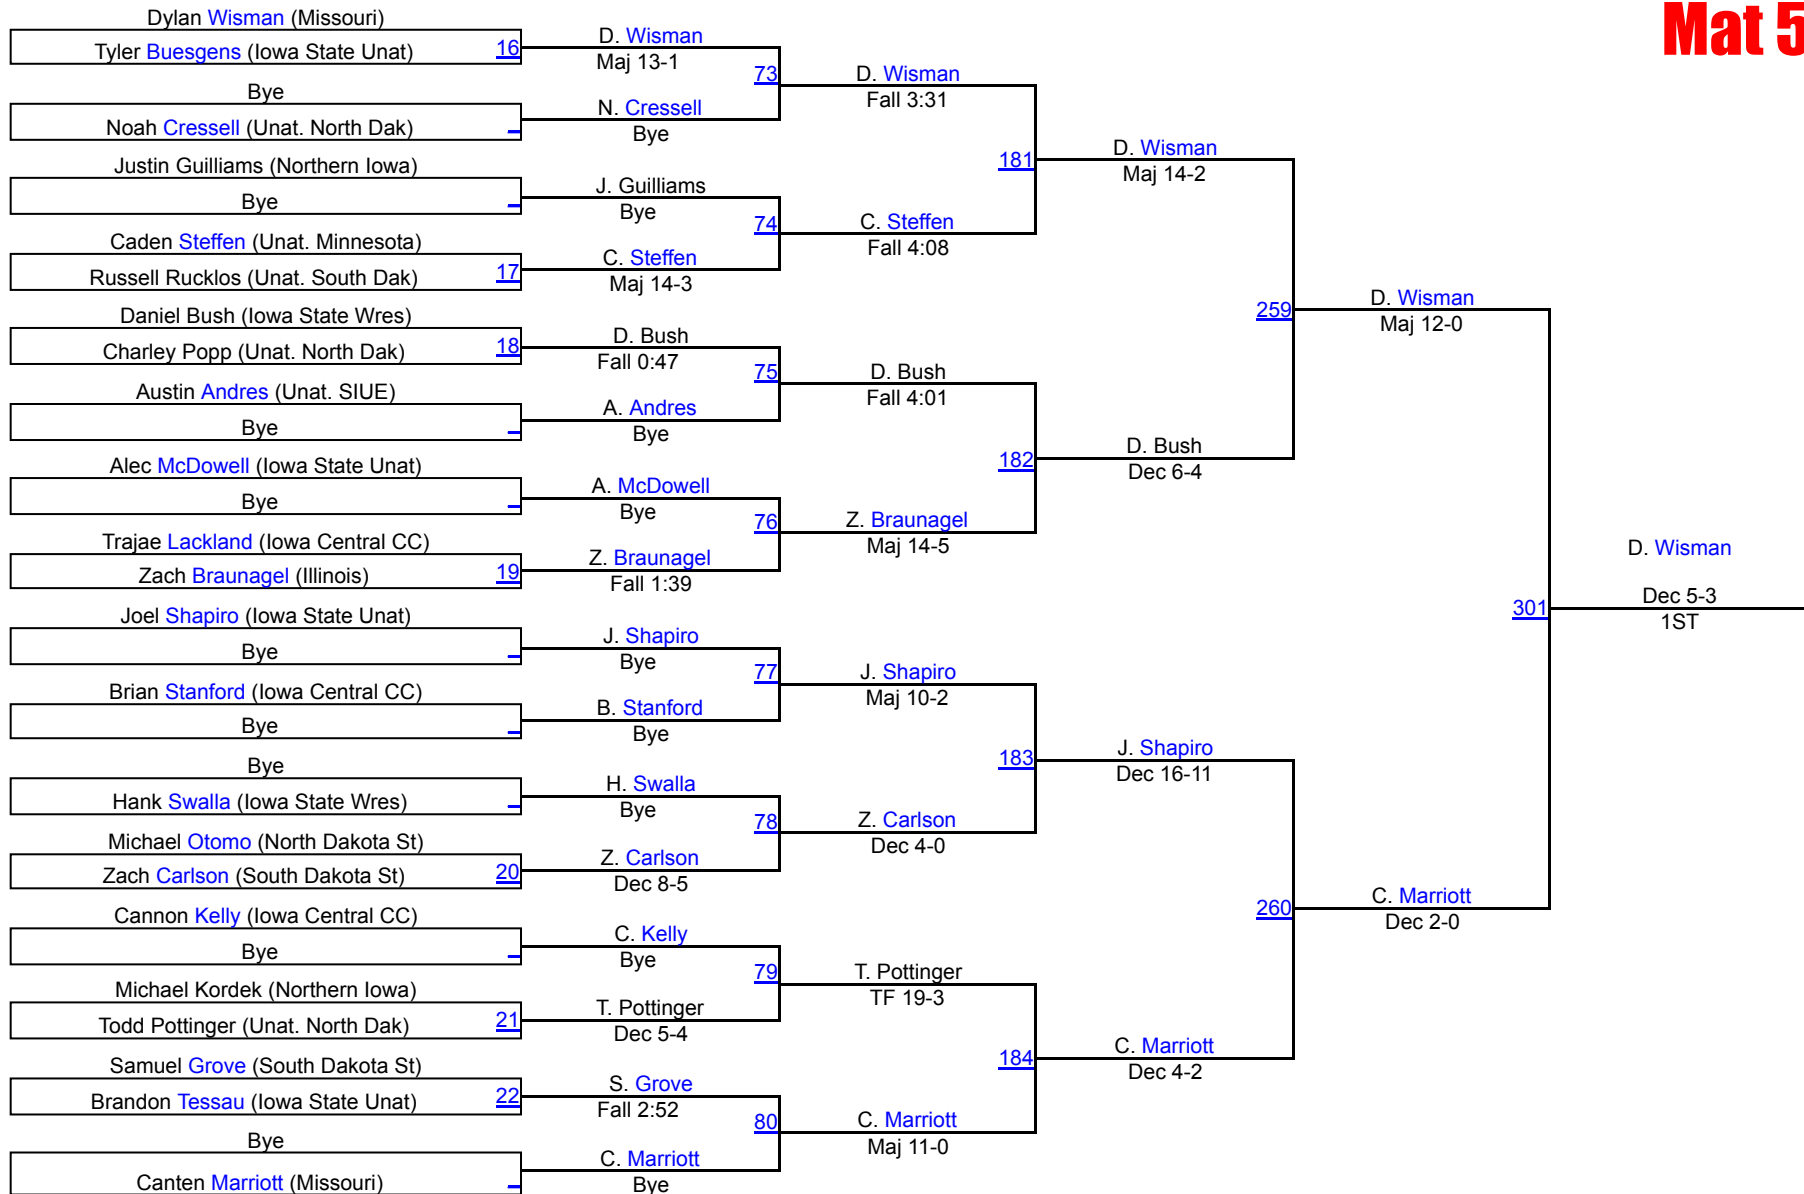 Mat 5
Dylan Wisman (Missouri)
Tyler Buesgens (Iowa State Unat) 16
Bye
Noah Cressell (Unat. North Dak)
Justin Guilliams (Northern Iowa)
Bye
Caden Steffen (Unat. Minnesota)
Russell Rucklos (Unat. South Dak) 17
Daniel Bush (Iowa State Wres)
Charley Popp (Unat. North Dak) 18
Austin Andres (Unat. SIUE)
Bye
Alec McDowell (Iowa State Unat)
Bye
Trajae Lackland (Iowa Central CC)
Zach Braunagel (Illinois) 19
Joel Shapiro (Iowa State Unat)
Bye
Brian Stanford (Iowa Central CC)
Bye
Bye
Hank Swalla (Iowa State Wres)
Michael Otomo (North Dakota St)
Zach Carlson (South Dakota St) 20
Cannon Kelly (Iowa Central CC)
Bye
Michael Kordek (Northern Iowa)
Todd Pottinger (Unat. North Dak) 21
Samuel Grove (South Dakota St)
Brandon Tessau (Iowa State Unat) 22
Bye
Canten Marriott (Missouri)
D. Wisman
Maj 13-1
73
N. Cressell
Bye
J. Guilliams
Bye
74
C. Steffen
Maj 14-3
D. Bush
Fall 0:47
75
A. Andres
Bye
A. McDowell
Bye
76
Z. Braunagel
Fall 1:39
J. Shapiro
Bye
77
B. Stanford
Bye
H. Swalla
Bye
78
Z. Carlson
Dec 8-5
C. Kelly
Bye
79
T. Pottinger
Dec 5-4
S. Grove
Fall 2:52
80
C. Marriott
Bye
D. Wisman
Fall 3:31
181
C. Steffen
Fall 4:08
D. Bush
Fall 4:01
182
Z. Braunagel
Maj 14-5
J. Shapiro
Maj 10-2
183
Z. Carlson
Dec 4-0
T. Pottinger
TF 19-3
184
C. Marriott
Maj 11-0
D. Wisman
Maj 14-2
259
D. Bush
Dec 6-4
J. Shapiro
Dec 16-11
260
C. Marriott
Dec 4-2
D. Wisman
Maj 12-0
301
C. Marriott
Dec 2-0
D. Wisman
Dec 5-3
1ST